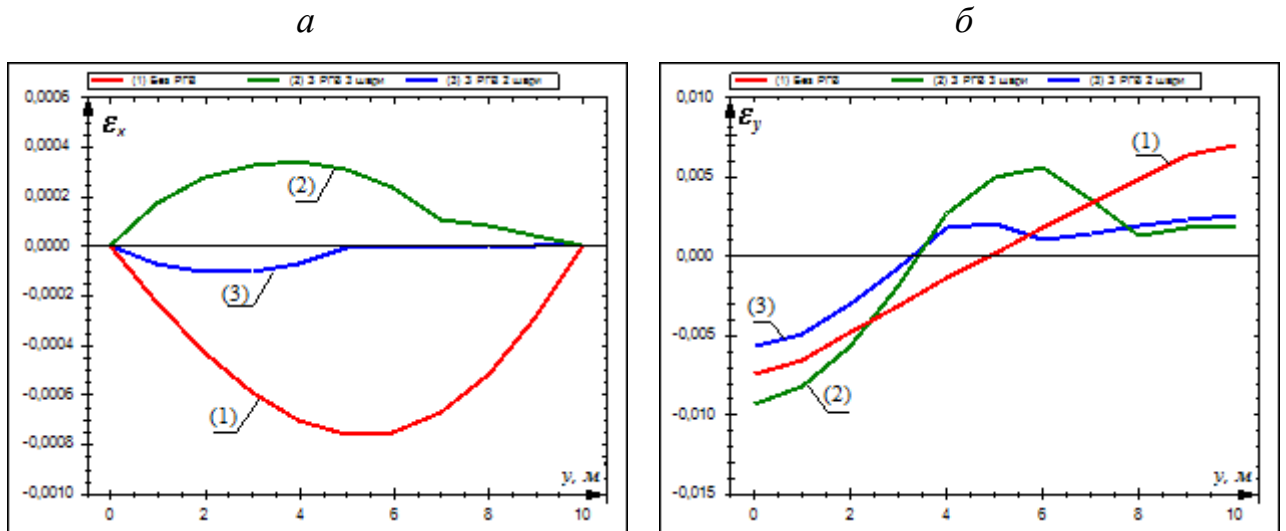 а
б
(1) Без РГВ (2) З РГВ 3 шари (3) З РГВ 2 шари
0,0006
εx
0,0004
(2)
0,0002
0,0000
(3)
-0,0002
-0,0004
(1)
-0,0006
-0,0008
y, м
-0,0010
0 2 4 6 8 10
(1) Без РГВ (2) З РГВ 3 шари (3) З РГВ 2 шари
0,010
εy
(1)
0,005
0,000
(3)
-0,005
(2)
-0,010
y, м
-0,015
0 2 4 6 8 10